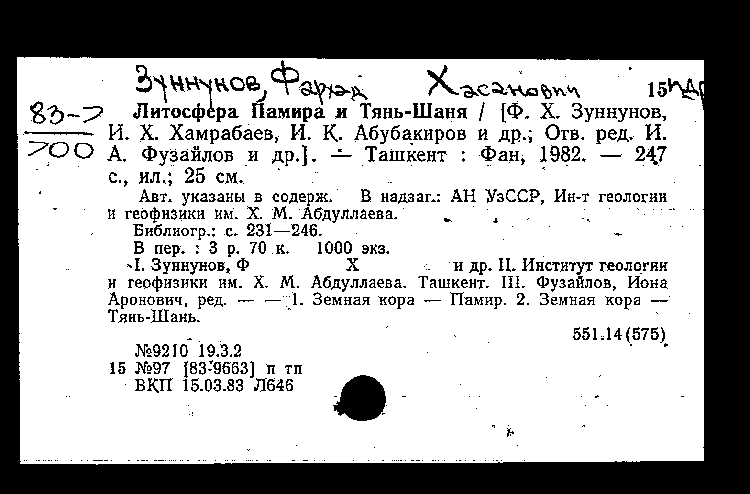 Зуннунов, Фархад Хасанович 15
83-7 Литосфера Памира и Тянь-Шаня / [Ф. Х. Зуннунов,
700 И. Х. Хамрабаев, И. К. Абубакиров и др.; Отв. ред. И.
А. Фузайлов и др.]. — Ташкент : Фан, 1982. — 247
с., ил.; 25 см.
Авт. указаны в содерж. В надзаг.: АН УзССР, Ин-т геологии
и геофизики им. Х. М. Абдуллаева.
Библиогр.: с. 231—246.
В пер. : 3 р. 70 к. 1000 экз.
I. Зуннунов, Ф Х и др. II. Институт геологии
и геофизики им. Х. М. Абдуллаева. Ташкент. III. Фузайлов, Иона
Аронович, ред. — — 1. Земная кора — Памир. 2. Земная кора —
Тянь-Шань.
551.14(575)
№9210 19.3.2
15 №97 [83-9663] п тп
ВКП 15.03.83 Л646